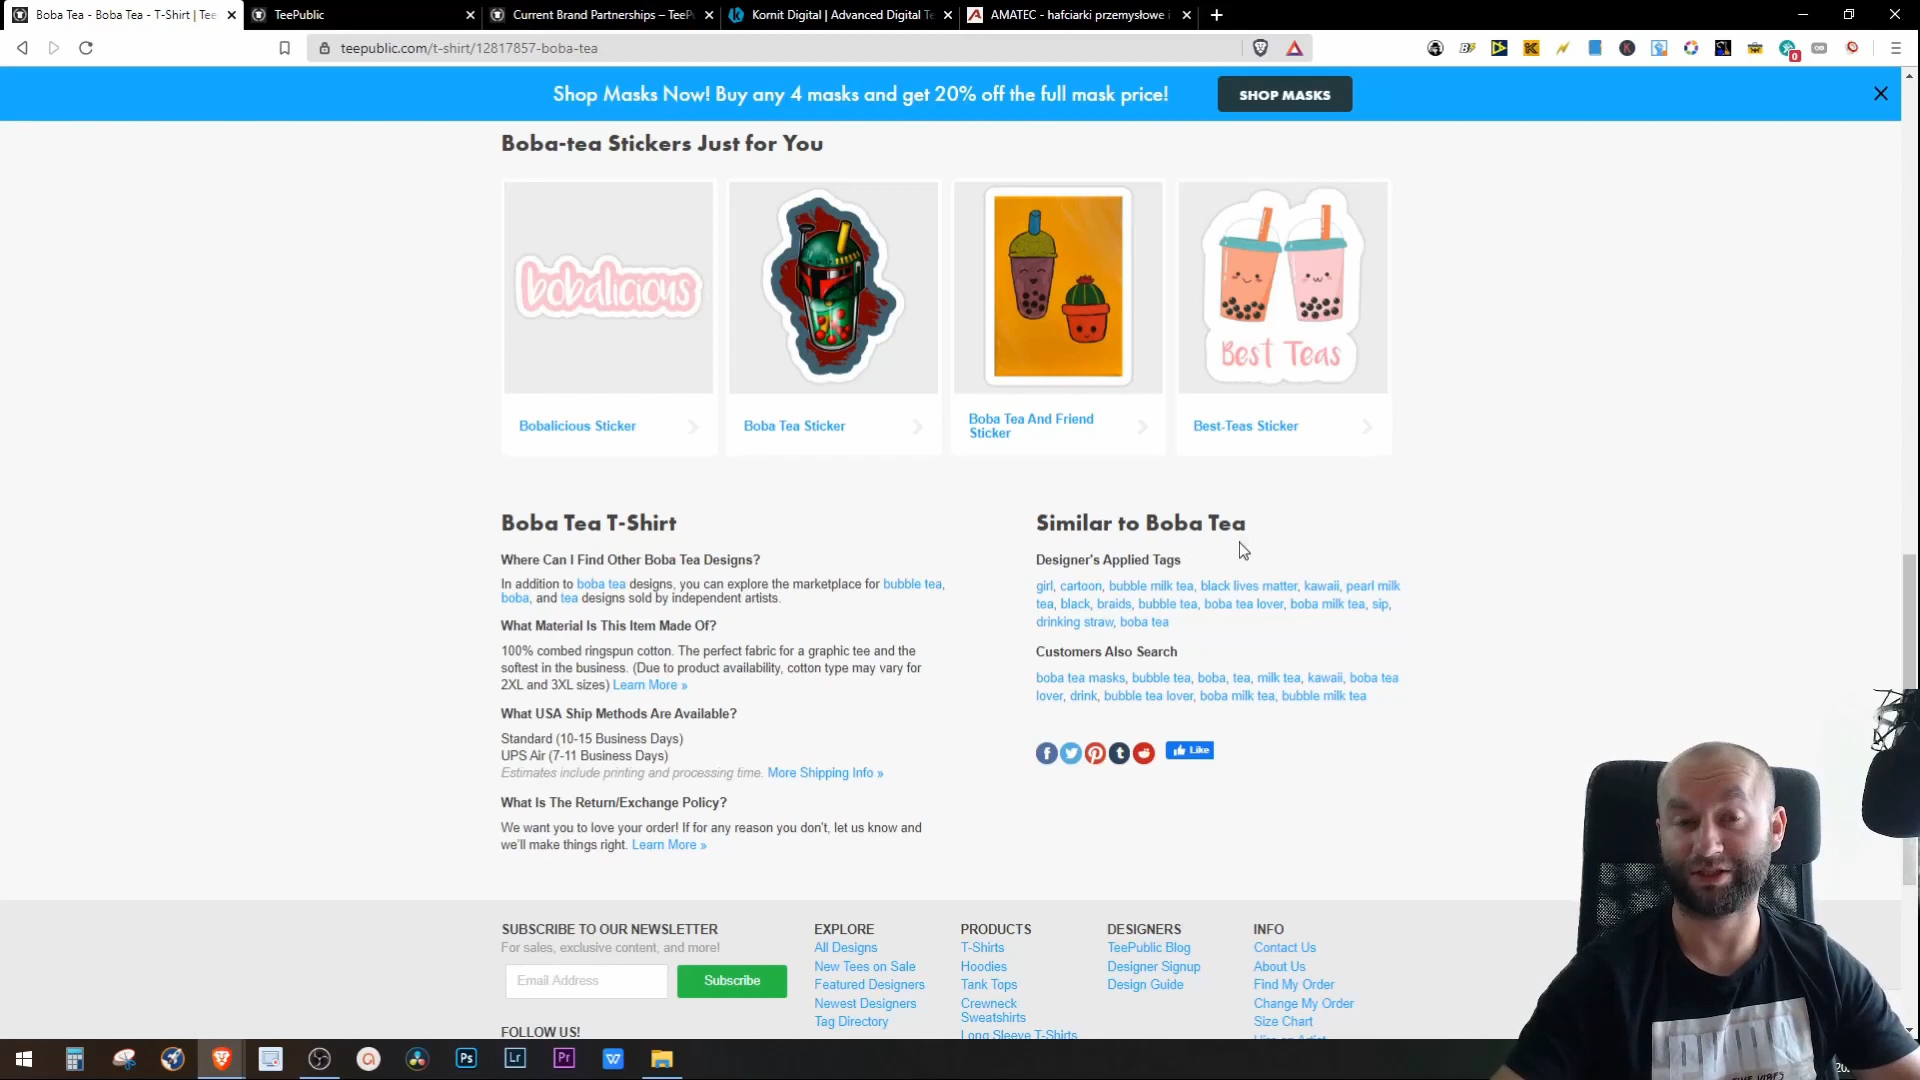 Boba Tea - Boba Tea - T-Shirt | Tee
TeePublic
Current Brand Partnerships – TeeP
Kornit Digital | Advanced Digital Te
AMATEC - hafciarki przemysłowe i
teepublic.com/t-shirt/12817857-boba-tea
0
Shop Masks Now! Buy any 4 masks and get 20% off the full mask price!
SHOP MASKS
Boba-tea Stickers Just for You
bobalicious
Best Teas
Bobalicious Sticker
Boba Tea Sticker
Boba Tea And Friend
Sticker
Best-Teas Sticker
Boba Tea T-Shirt
Where Can I Find Other Boba Tea Designs?
In addition to boba tea designs, you can explore the marketplace for bubble tea,
boba, and tea designs sold by independent artists.
What Material Is This Item Made Of?
100% combed ringspun cotton. The perfect fabric for a graphic tee and the
softest in the business. (Due to product availability, cotton type may vary for
2XL and 3XL sizes) Learn More »
What USA Ship Methods Are Available?
Standard (10-15 Business Days)
UPS Air (7-11 Business Days)
Estimates include printing and processing time. More Shipping Info »
What Is The Return/Exchange Policy?
We want you to love your order! If for any reason you don't, let us know and
we'll make things right. Learn More »
Similar to Boba Tea
Designer's Applied Tags
girl, cartoon, bubble milk tea, black lives matter, kawaii, pearl milk
tea, black, braids, bubble tea, boba tea lover, boba milk tea, sip,
drinking straw, boba tea
Customers Also Search
boba tea masks, bubble tea, boba, tea, milk tea, kawaii, boba tea
lover, drink, bubble tea lover, boba milk tea, bubble milk tea
Like
SUBSCRIBE TO OUR NEWSLETTER
For sales, exclusive content, and more!
Email Address
Subscribe
FOLLOW US!
EXPLORE
All Designs
New Tees on Sale
Featured Designers
Newest Designers
Tag Directory
PRODUCTS
T-Shirts
Hoodies
Tank Tops
Crewneck
Sweatshirts
Long Sleeve T-Shirts
DESIGNERS
TeePublic Blog
Designer Signup
Design Guide
INFO
Contact Us
About Us
Find My Order
Change My Order
Size Chart
Hire an Artist
Ps
Lr
Pr